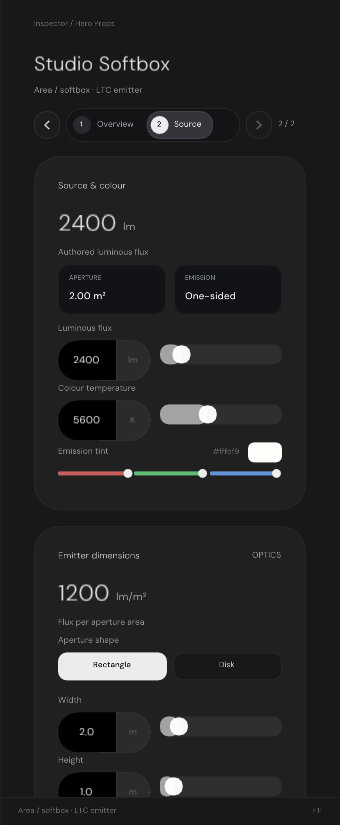 Inspector / Hero Props
Studio Softbox
Area / softbox · LTC emitter
1 Overview 2 Source 2 / 2
Source & colour
2400 lm
Authored luminous flux
APERTURE EMISSION
2.00 m² One-sided
Luminous flux
2400 lm
Colour temperature
5600 K
Emission tint #fffdf9
Emitter dimensions OPTICS
1200 lm/m²
Flux per aperture area
Aperture shape
Rectangle Disk
Width
2.0 m
Height
1.0 m
Area / softbox · LTC emitter